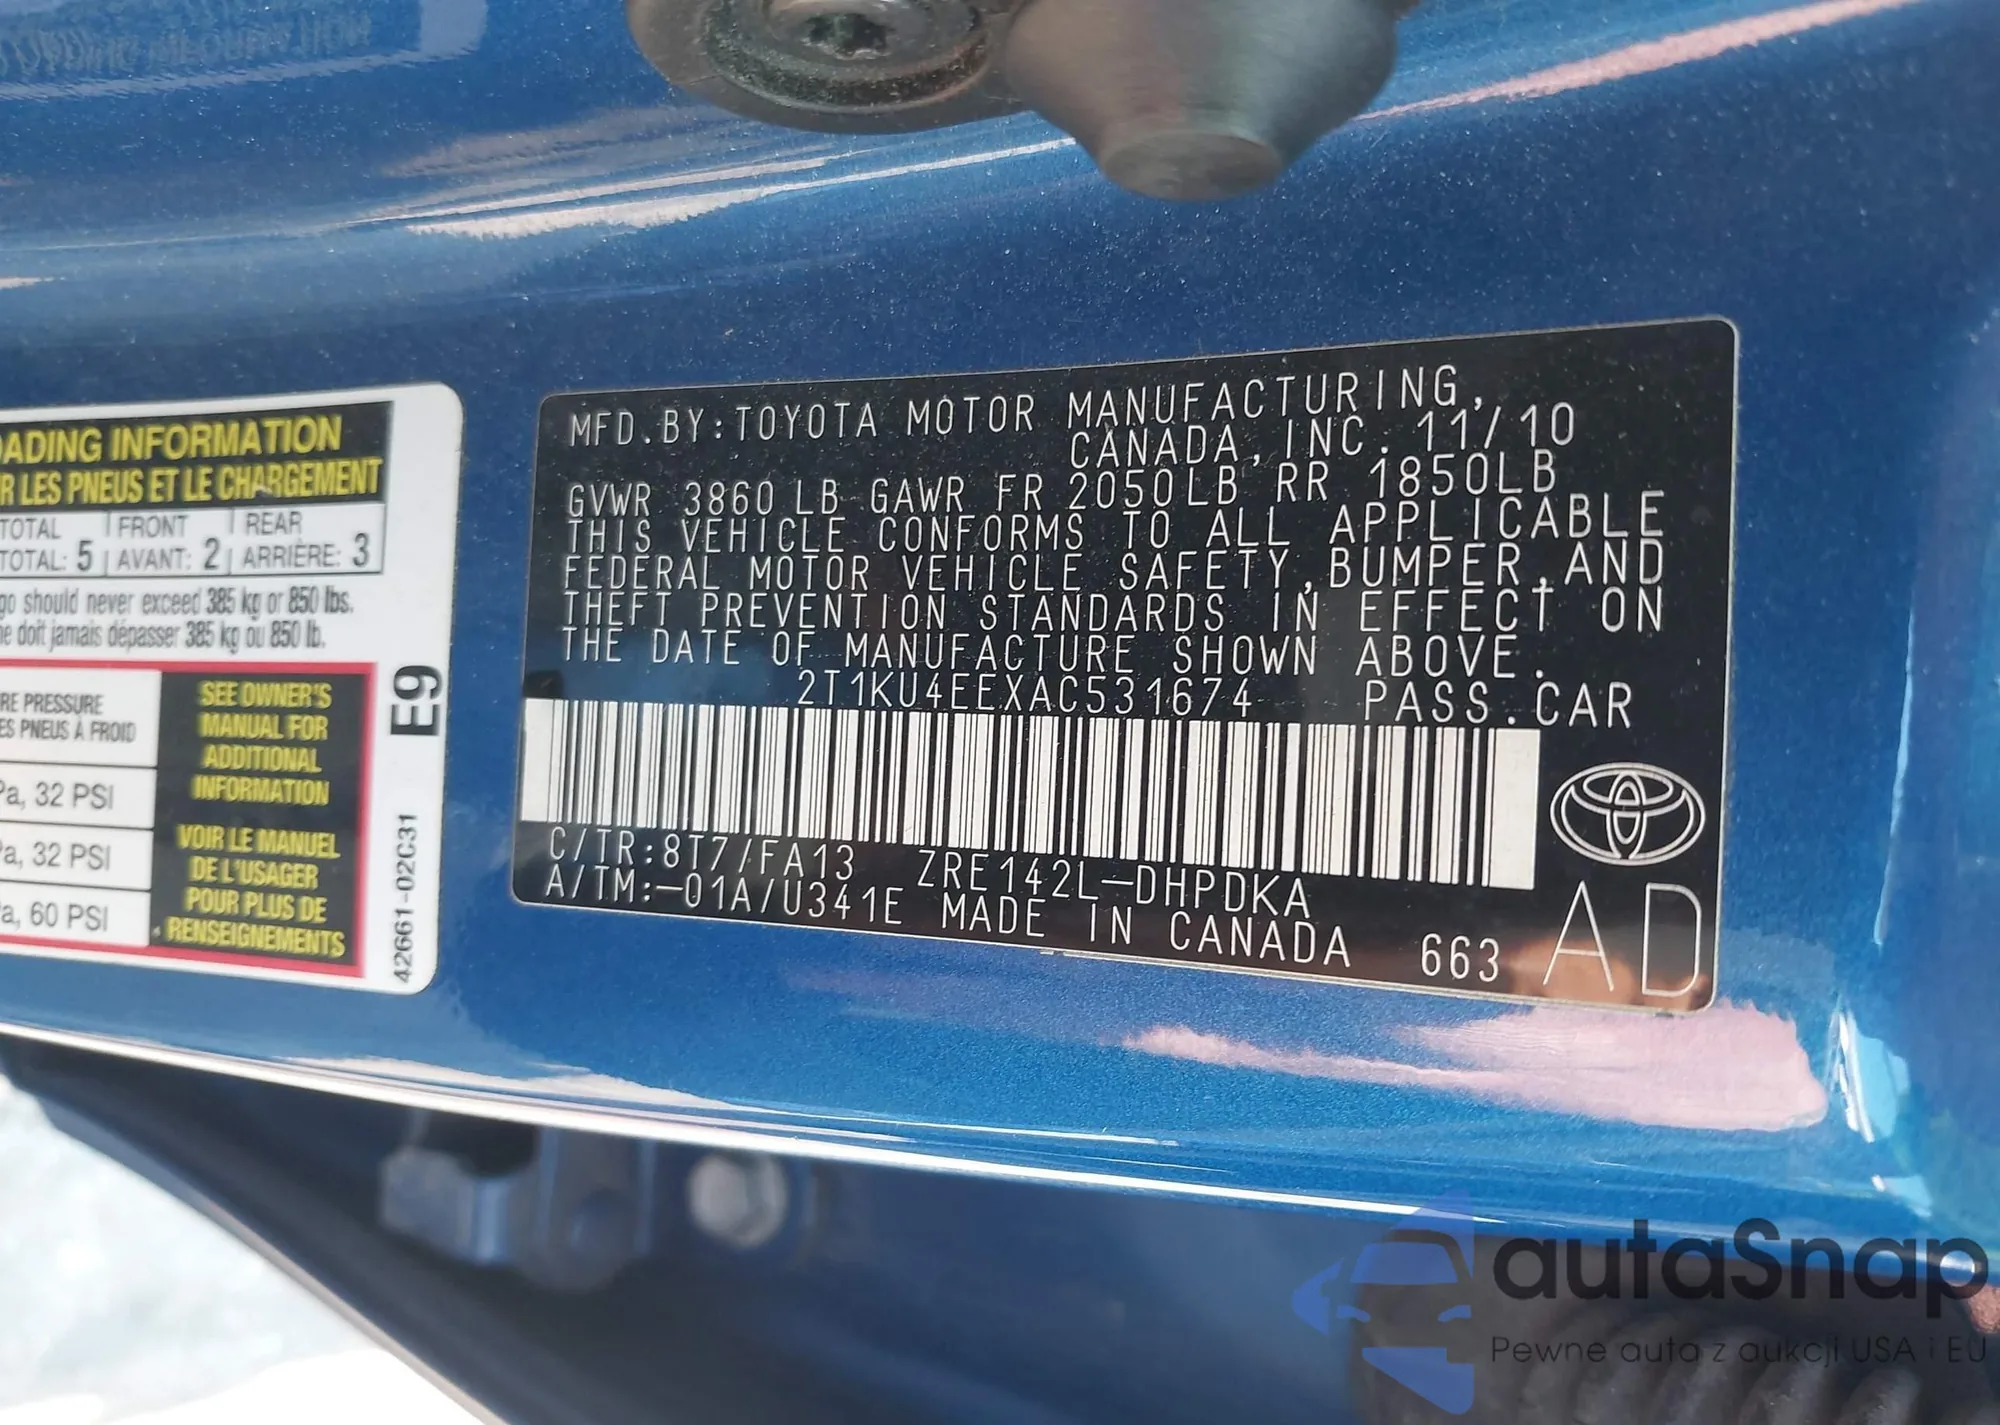 ADING INFORMATION
R LES PNEUS ET LE CHARGEMENT
TOTAL FRONT REAR
TOTAL: 5 AVANT: 2 ARRIÈRE: 3
go should never exceed 385 kg or 850 lbs.
ne doit jamais dépasser 385 kg ou 850 lb.
RE PRESSURE
ES PNEUS À FROID
Pa, 32 PSI
Pa, 32 PSI
Pa, 60 PSI
SEE OWNER'S
MANUAL FOR
ADDITIONAL
INFORMATION
VOIR LE MANUEL
DE L'USAGER
POUR PLUS DE
RENSEIGNEMENTS
E9
42661-02C31
MFD.BY:TOYOTA MOTOR MANUFACTURING,
CANADA,INC. 11/10
GVWR 3860 LB GAWR FR 2050LB RR 1850LB
THIS VEHICLE CONFORMS TO ALL APPLICABLE
FEDERAL MOTOR VEHICLE SAFETY,BUMPER,AND
THEFT PREVENTION STANDARDS IN EFFECT ON
THE DATE OF MANUFACTURE SHOWN ABOVE.
2T1KU4EEXAC531674 PASS.CAR
C/TR:8T7/FA13 ZRE142L-DHPDKA
A/TM:-01A/U341E MADE IN CANADA 663
AD
autaSnap
Pewne auta z aukcji USA i EU